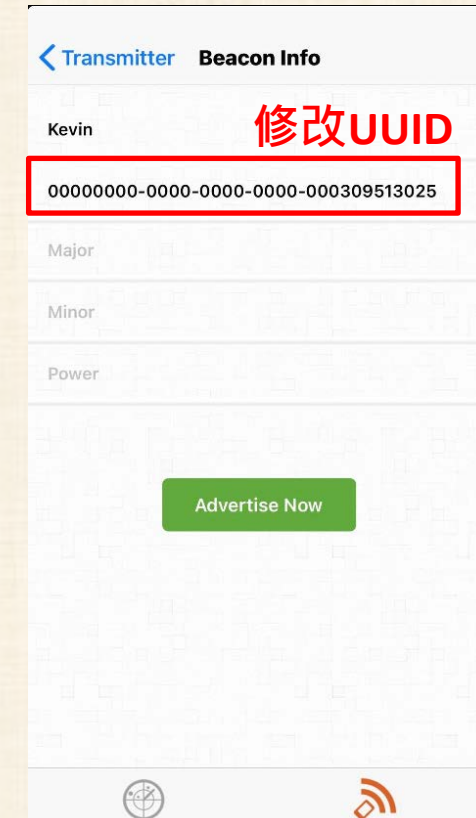 Transmitter Beacon Info
Kevin
修改UUID
00000000-0000-0000-0000-000309513025
Major
Minor
Power
Advertise Now